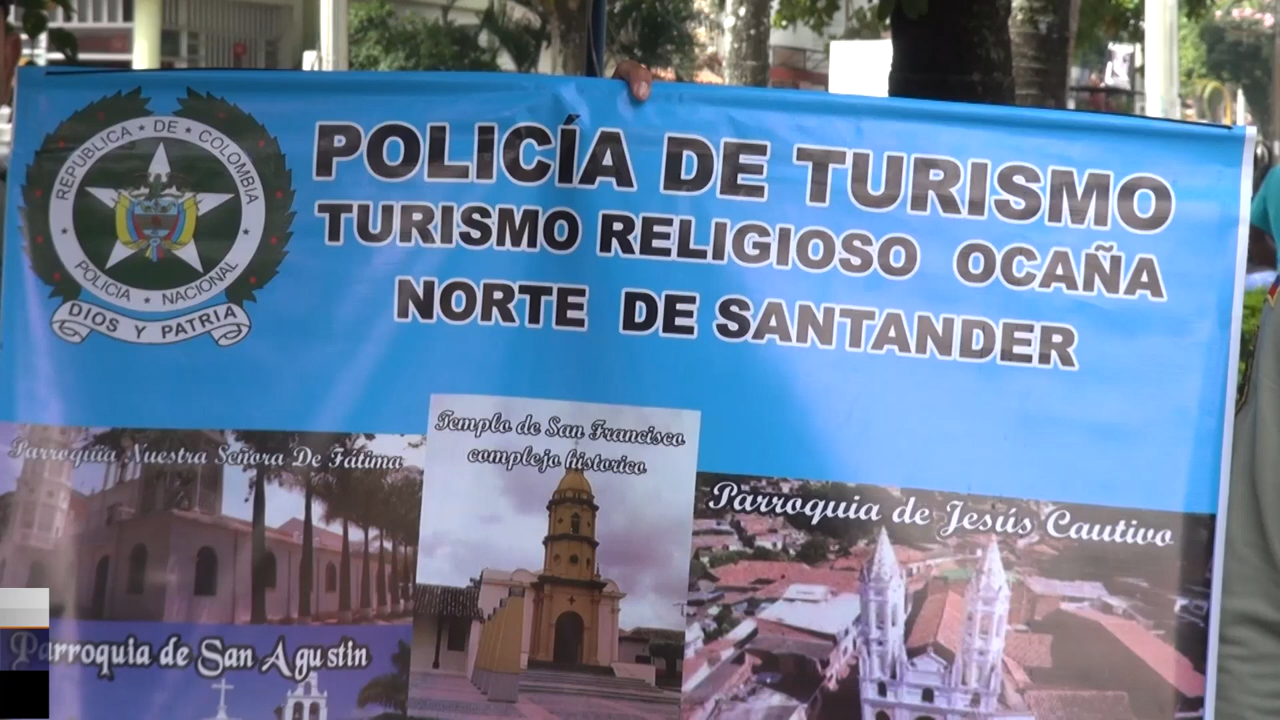 REPUBLICA ★ DE ★ COLOMBIA
POLICIA ★ NACIONAL
DIOS Y PATRIA
POLICÍA DE TURISMO
TURISMO RELIGIOSO OCAÑA
NORTE DE SANTANDER
Parroquia Nuestra Señora De Fátima
Templo de San Francisco
complejo historico
Parroquia de Jesús Cautivo
Parroquia de San Agustin